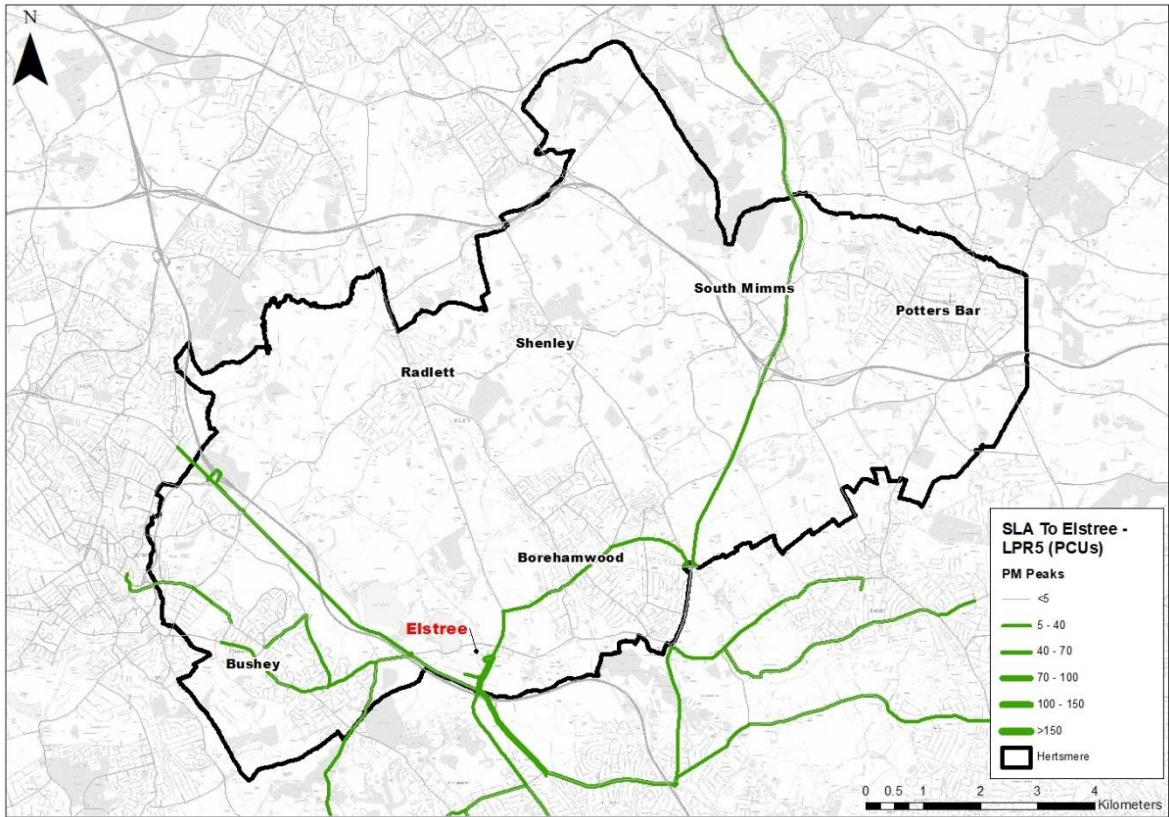 N
South Mimms
Potters Bar
Shenley
Radlett
Borehamwood
Elstree
Bushey
SLA To Elstree -
LPR5 (PCUs)
PM Peaks
<5
5 - 40
40 - 70
70 - 100
100 - 150
>150
Hertsmere
0 0.5 1 2 3 4
Kilometers